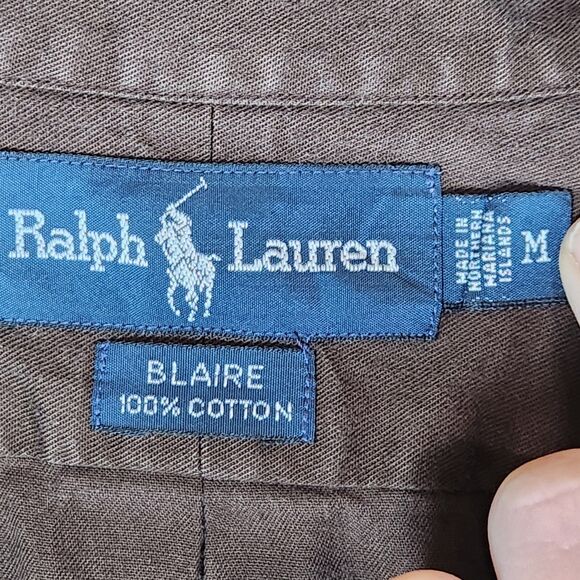 Ralph Lauren
MADE IN
NORTHERN
MARIANA
ISLANDS
M
BLAIRE
100% COTTON